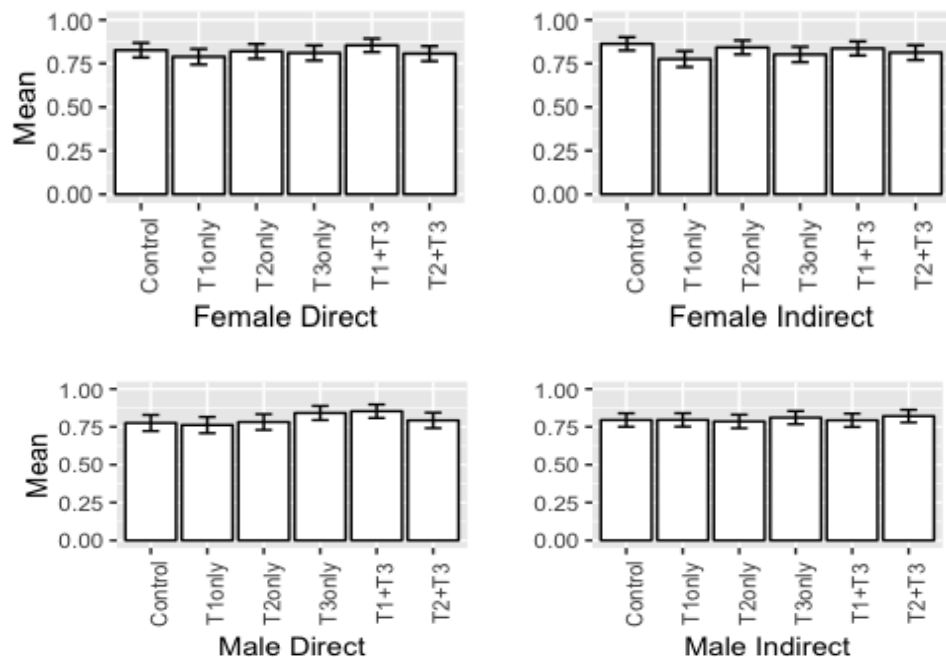 Mean
1.00
0.75
0.50
0.25
0.00
Control
T1only
T2only
T3only
T1+T3
T2+T3
Female Direct
1.00
0.75
0.50
0.25
0.00
Control
T1only
T2only
T3only
T1+T3
T2+T3
Female Indirect
Mean
1.00
0.75
0.50
0.25
0.00
Control
T1only
T2only
T3only
T1+T3
T2+T3
Male Direct
1.00
0.75
0.50
0.25
0.00
Control
T1only
T2only
T3only
T1+T3
T2+T3
Male Indirect